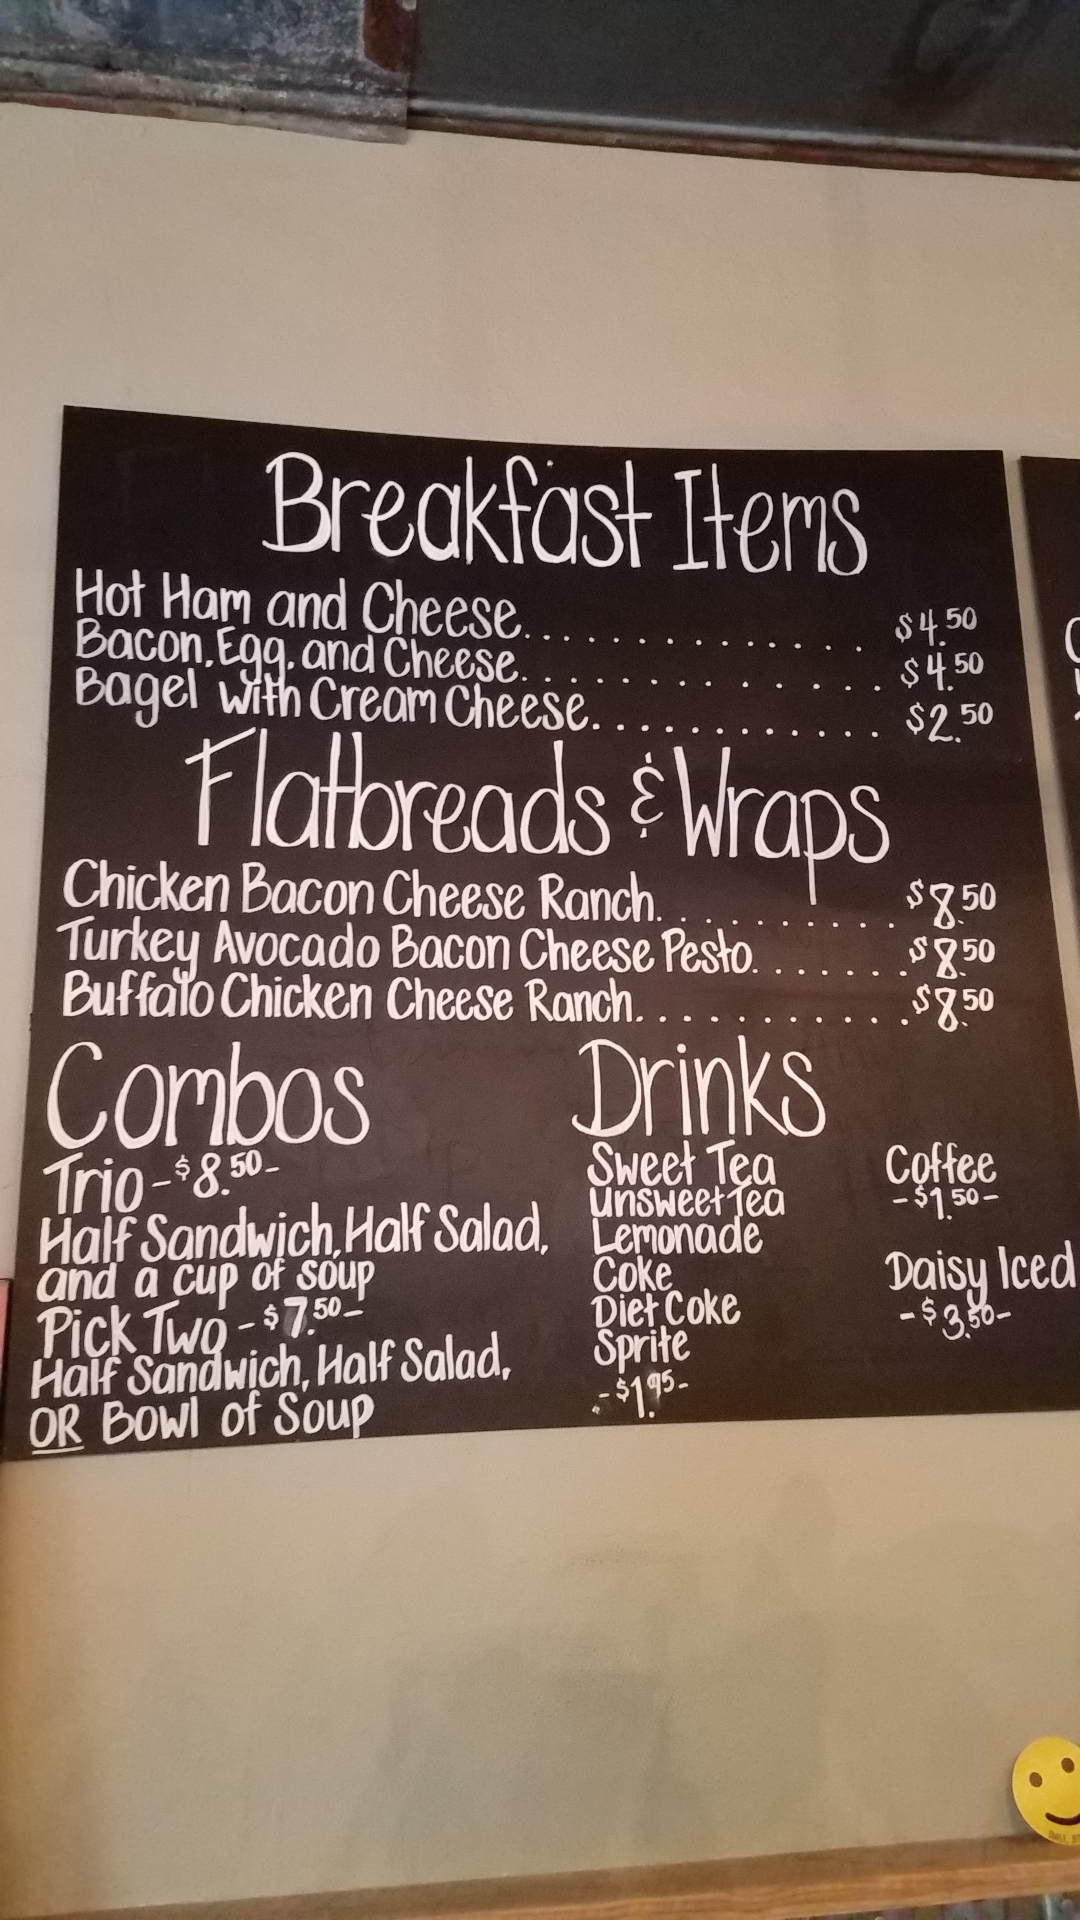 Breakfast Items
Hot Ham and Cheese............. $4.50
Bacon, Egg, and Cheese.............. $4.50
Bagel with Cream Cheese............ $2.50
Flatbreads & Wraps
Chicken Bacon Cheese Ranch.......... $8.50
Turkey Avocado Bacon Cheese Pesto....... $8.50
Buffalo Chicken Cheese Ranch........... $8.50
Combos
Trio-$8.50-
Half Sandwich, Half Salad,
and a cup of soup
Pick Two-$7.50-
Half Sandwich, Half Salad,
OR Bowl of Soup
Drinks
Sweet Tea
Unsweet Tea
Lemonade
Coke
Diet Coke
Sprite
-$1.95-
Coffee
-$1.50-
Daisy Iced
-$3.50-